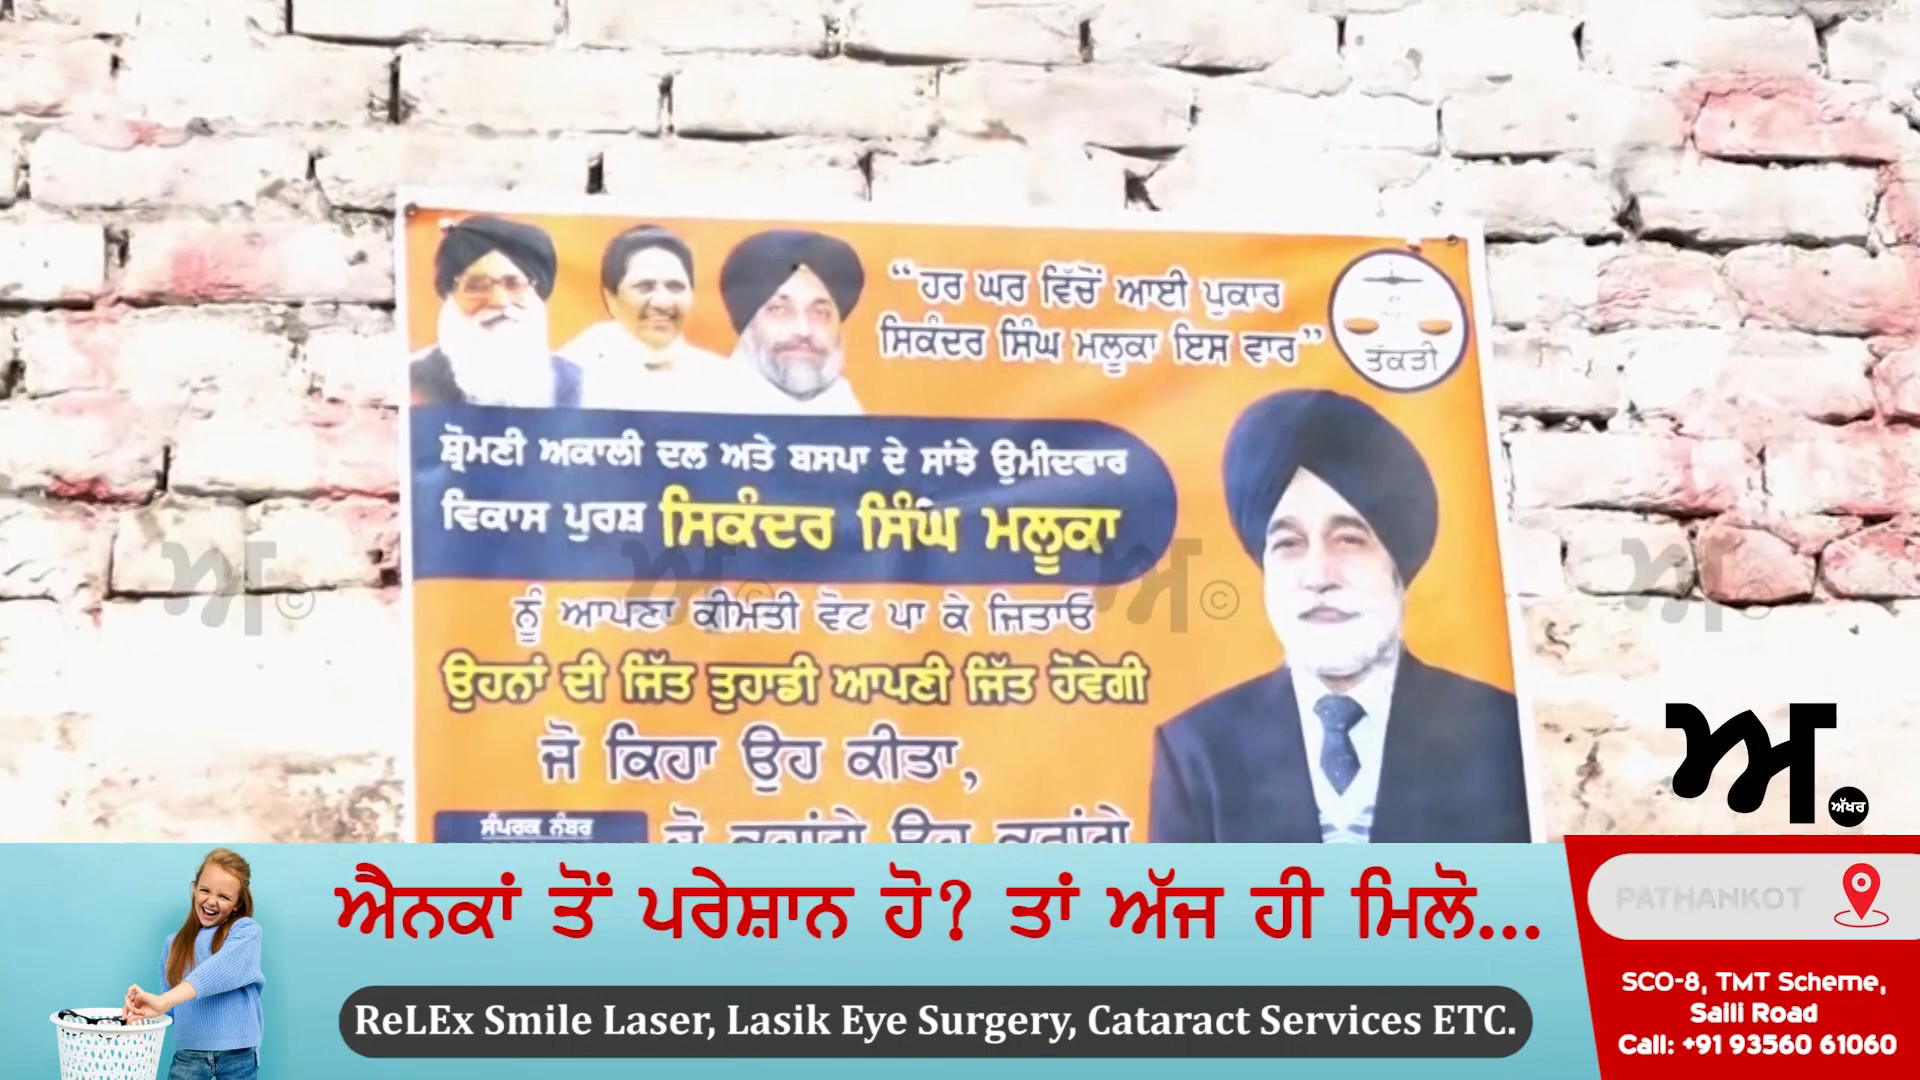 “ਹਰ ਘਰ ਵਿੱਚੋਂ ਆਈ ਪੁਕਾਰ
ਸਿਕੰਦਰ ਸਿੰਘ ਮਲੂਕਾ ਇਸ ਵਾਰ”
ਤੱਕੜੀ
ਸ਼੍ਰੋਮਣੀ ਅਕਾਲੀ ਦਲ ਅਤੇ ਬਸਪਾ ਦੇ ਸਾਂਝੇ ਉਮੀਦਵਾਰ
ਵਿਕਾਸ ਪੁਰਸ਼ ਸਿਕੰਦਰ ਸਿੰਘ ਮਲੂਕਾ
ਨੂੰ ਆਪਣਾ ਕੀਮਤੀ ਵੋਟ ਪਾ ਕੇ ਜਿਤਾਓ
ਉਹਨਾਂ ਦੀ ਜਿੱਤ ਤੁਹਾਡੀ ਆਪਣੀ ਜਿੱਤ ਹੋਵੇਗੀ
ਜੋ ਕਿਹਾ ਉਹ ਕੀਤਾ,
ਸੰਪਰਕ ਨੰਬਰ
ਅ ©
ਅ ©
ਅ ©
ਅ ©
ਅ.
ਅੱਖਰ
ਐਨਕਾਂ ਤੋਂ ਪਰੇਸ਼ਾਨ ਹੋ? ਤਾਂ ਅੱਜ ਹੀ ਮਿਲੋ...
ReLEx Smile Laser, Lasik Eye Surgery, Cataract Services ETC.
PATHANKOT
SCO-8, TMT Scheme,
Saili Road
Call: +91 93560 61060